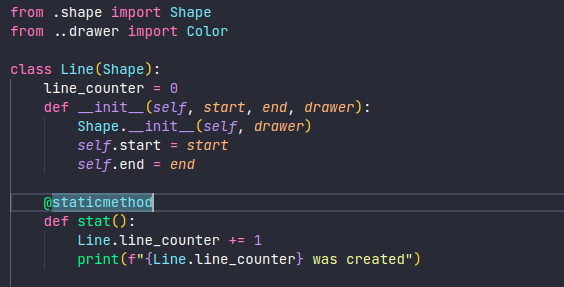 from .shape import Shape
from ..drawer import Color
class Line(Shape):
line_counter = 0
def __init__(self, start, end, drawer):
Shape.__init__(self, drawer)
self.start = start
self.end = end
@staticmethod
def stat():
Line.line_counter += 1
print(f"{Line.line_counter} was created")